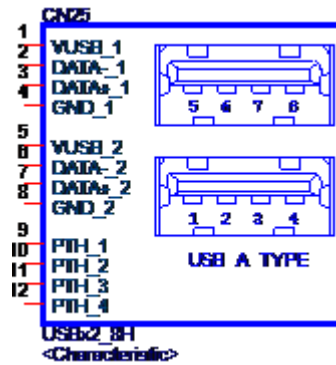 CN25
1
2 VUSB_1
3 DATA-_1
4 DATA+_1
GND_1
5
6 VUSB_2
7 DATA-_2
8 DATA+_2
GND_2
9
10 PTH_1
11 PTH_2
12 PTH_3
PTH_4
5 6 7 8
1 2 3 4
USB A TYPE
USBx2_8H
<Characteristic>